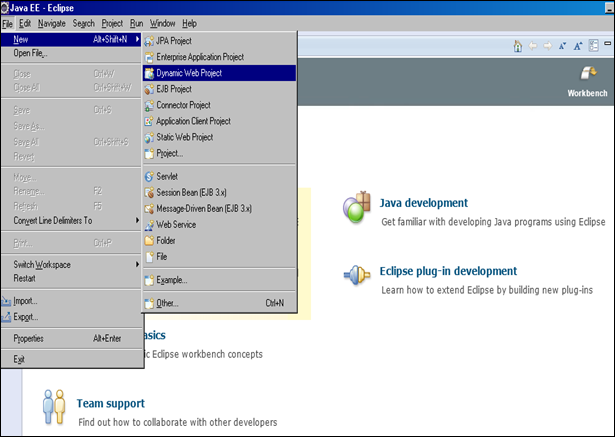 Java EE - Eclipse
File Edit Navigate Search Project Run Window Help
New Alt+Shift+N
Open File...
Close Ctrl+W
Close All Ctrl+Shift+W
Save Ctrl+S
Save As...
Save All Ctrl+Shift+S
Revert
Move...
Rename... F2
Refresh F5
Convert Line Delimiters To
Print... Ctrl+P
Switch Workspace
Restart
Import...
Export...
Properties Alt+Enter
Exit
JPA Project
Enterprise Application Project
Dynamic Web Project
EJB Project
Connector Project
Application Client Project
Static Web Project
Project...
Servlet
Session Bean (EJB 3.x)
Message-Driven Bean (EJB 3.x)
Web Service
Folder
File
Example...
Other... Ctrl+N
Workbench
Java development
Get familiar with developing Java programs using Eclipse
Eclipse plug-in development
Learn how to extend Eclipse by building new plug-ins
asics
ic Eclipse workbench concepts
Team support
Find out how to collaborate with other developers